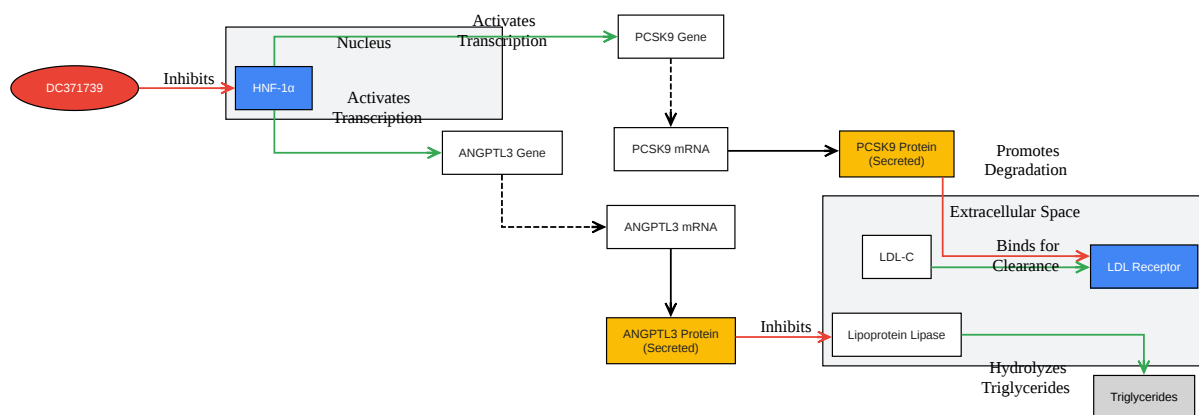 Activates
Transcription
PCSK9 Gene
Nucleus
DC371739
Inhibits
HNF-1α
Activates
Transcription
ANGPTL3 Gene
PCSK9 mRNA
PCSK9 Protein
(Secreted)
Promotes
Degradation
Extracellular Space
ANGPTL3 mRNA
LDL-C
Binds for
Clearance
LDL Receptor
ANGPTL3 Protein
(Secreted)
Inhibits
Lipoprotein Lipase
Hydrolyzes
Triglycerides
Triglycerides